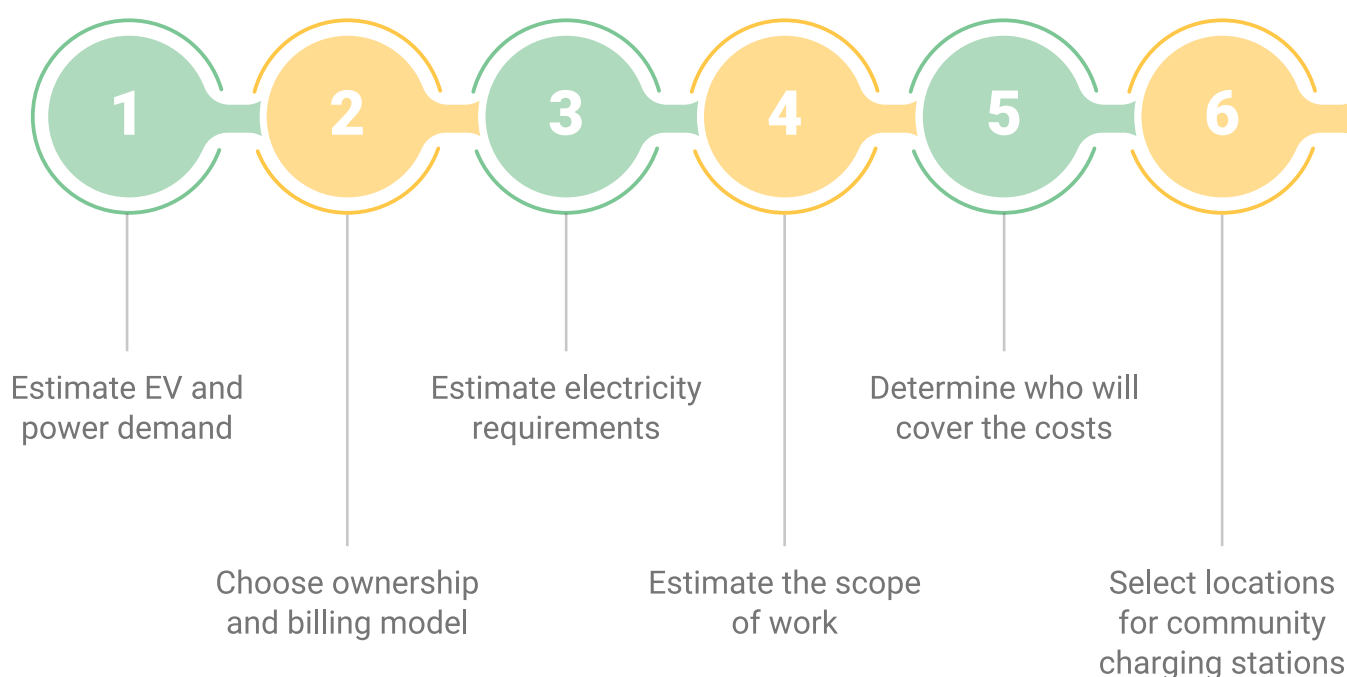 1
2
3
4
5
6
Estimate EV and
power demand
Choose ownership
and billing model
Estimate electricity
requirements
Estimate the scope
of work
Determine who will
cover the costs
Select locations
for community
charging stations